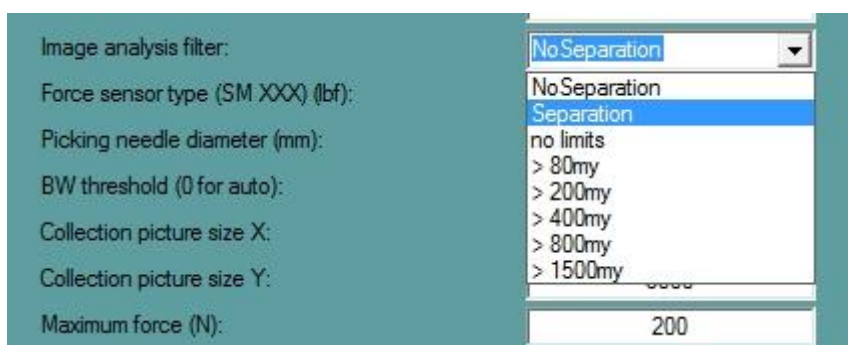 Image analysis filter: NoSeparation
Force sensor type (SM XXX) (lbf): NoSeparation
Separation
Picking needle diameter (mm): no limits
> 80my
BW threshold (0 for auto): > 200my
> 400my
Collection picture size X: > 800my
Collection picture size Y: > 1500my
Maximum force (N): 200